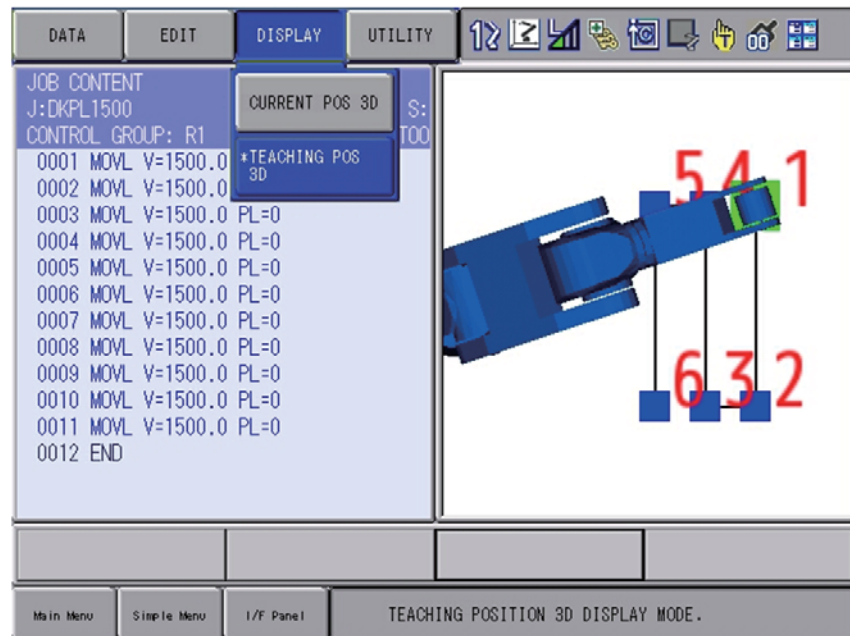 DATA EDIT DISPLAY UTILITY
JOB CONTENT
J:DKPL1500 S:
CONTROL GROUP: R1 TOO
CURRENT POS 3D
*TEACHING POS
3D
0001 MOVL V=1500.0
0002 MOVL V=1500.0
0003 MOVL V=1500.0 PL=0
0004 MOVL V=1500.0 PL=0
0005 MOVL V=1500.0 PL=0
0006 MOVL V=1500.0 PL=0
0007 MOVL V=1500.0 PL=0
0008 MOVL V=1500.0 PL=0
0009 MOVL V=1500.0 PL=0
0010 MOVL V=1500.0 PL=0
0011 MOVL V=1500.0 PL=0
0012 END
5 4 1
6 3 2
Main Menu Simple Menu I/F Panel TEACHING POSITION 3D DISPLAY MODE.